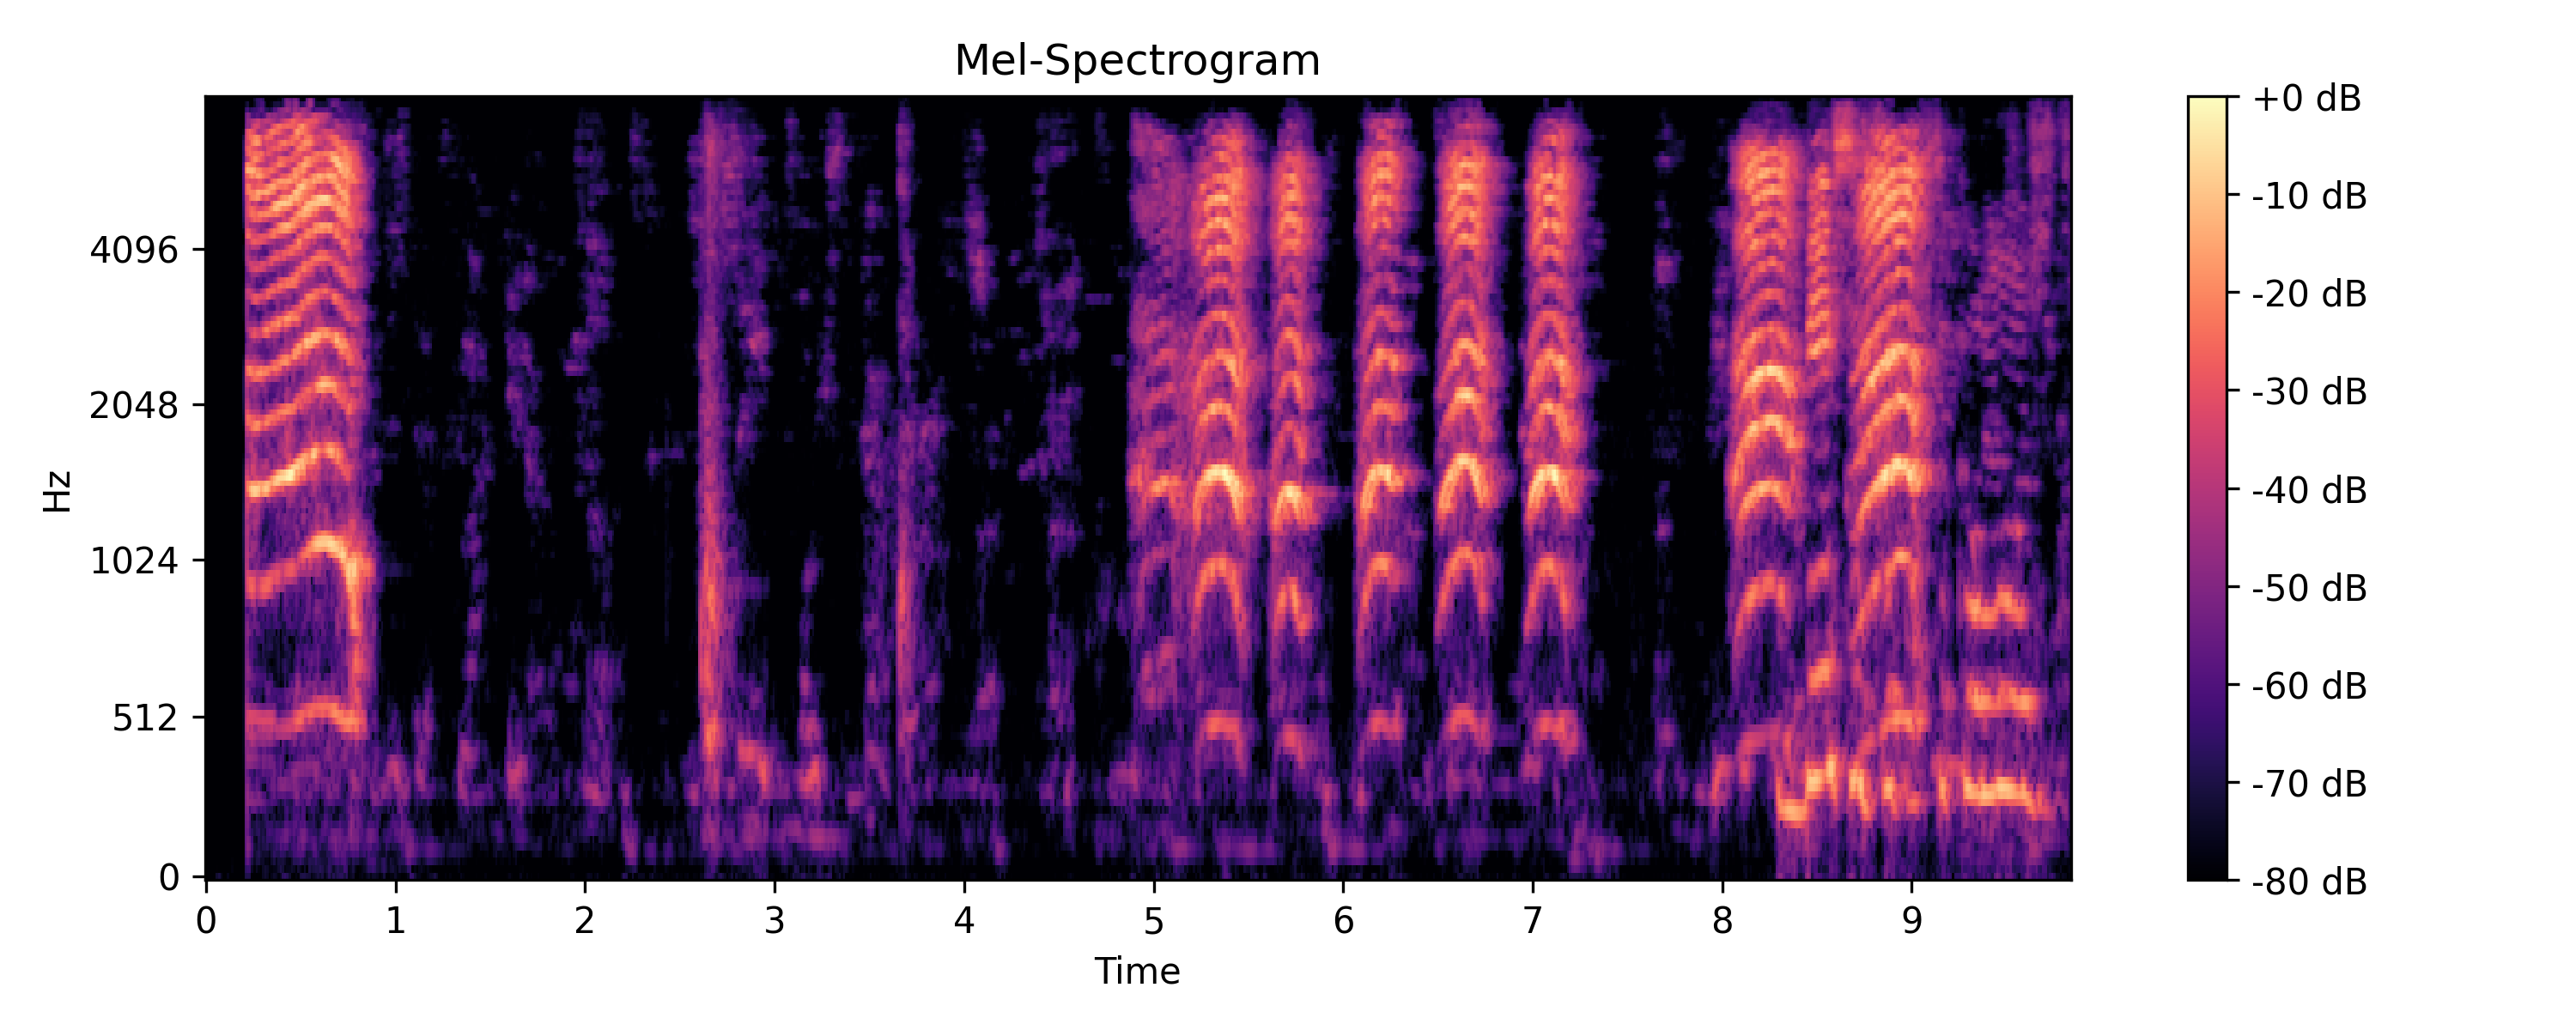 Mel-Spectrogram
+0 dB
-10 dB
-20 dB
-30 dB
-40 dB
-50 dB
-60 dB
-70 dB
-80 dB
Hz
4096
2048
1024
512
0
0 1 2 3 4 5 6 7 8 9
Time